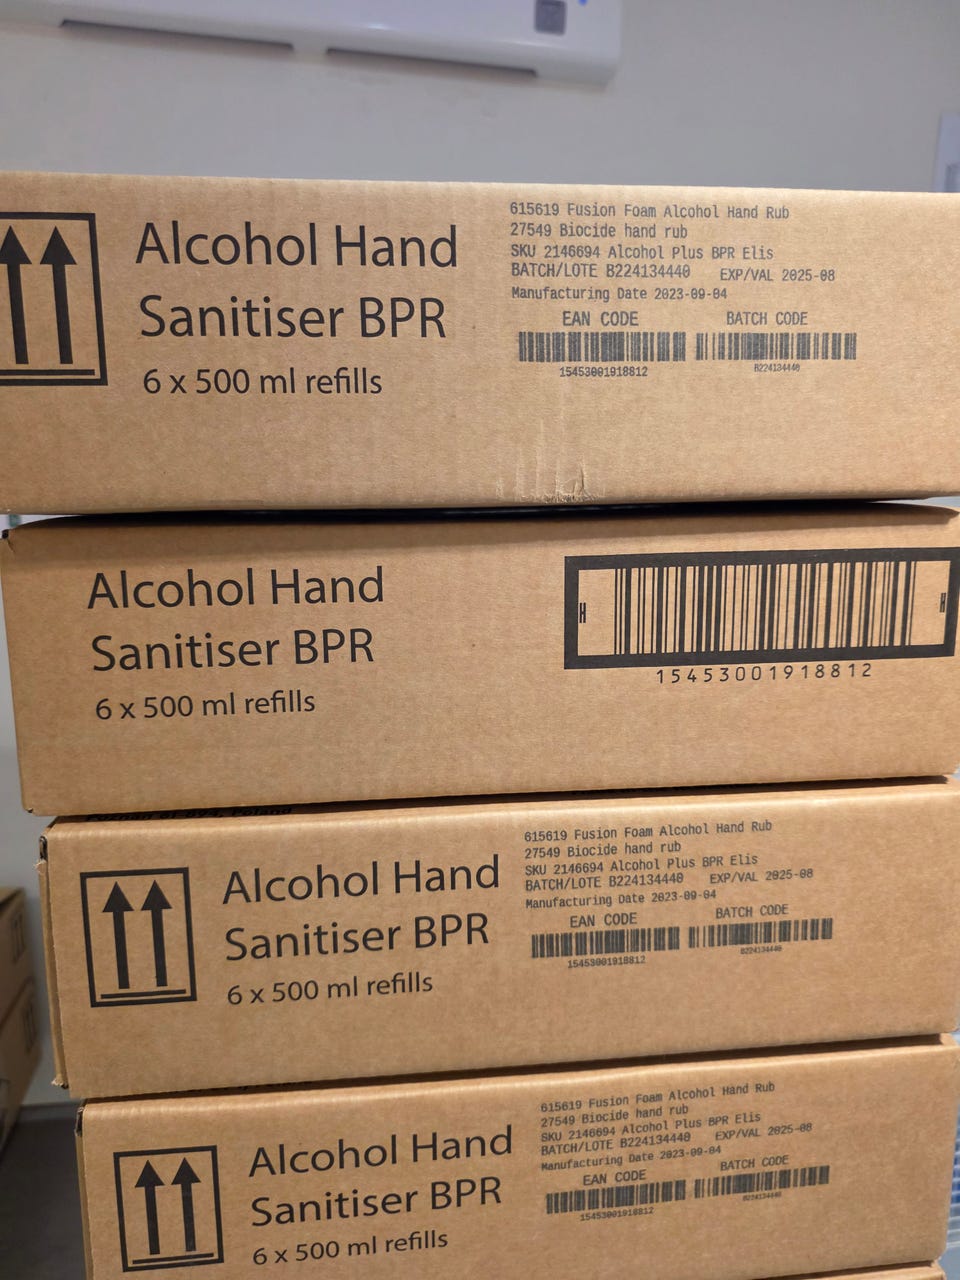 Alcohol Hand
Sanitiser BPR
6 x 500 ml refills
615619 Fusion Foam Alcohol Hand Rub
27549 Biocide hand rub
SKU 2146694 Alcohol Plus BPR Elis
BATCH/LOTE B224134440 EXP/VAL 2025-08
Manufacturing Date 2023-09-04
EAN CODE BATCH CODE
15453001918812 B224134440
Alcohol Hand
Sanitiser BPR
6 x 500 ml refills
H H
15453001918812
Poland
Alcohol Hand
Sanitiser BPR
6 x 500 ml refills
615619 Fusion Foam Alcohol Hand Rub
27549 Biocide hand rub
SKU 2146694 Alcohol Plus BPR Elis
BATCH/LOTE B224134440 EXP/VAL 2025-08
Manufacturing Date 2023-09-04
EAN CODE BATCH CODE
15453001918812 B224134440
Alcohol Hand
Sanitiser BPR
6 x 500 ml refills
615619 Fusion Foam Alcohol Hand Rub
27549 Biocide hand rub
SKU 2146694 Alcohol Plus BPR Elis
BATCH/LOTE B224134440 EXP/VAL 2025-08
Manufacturing Date 2023-09-04
EAN CODE BATCH CODE
15453001918812 B224134440